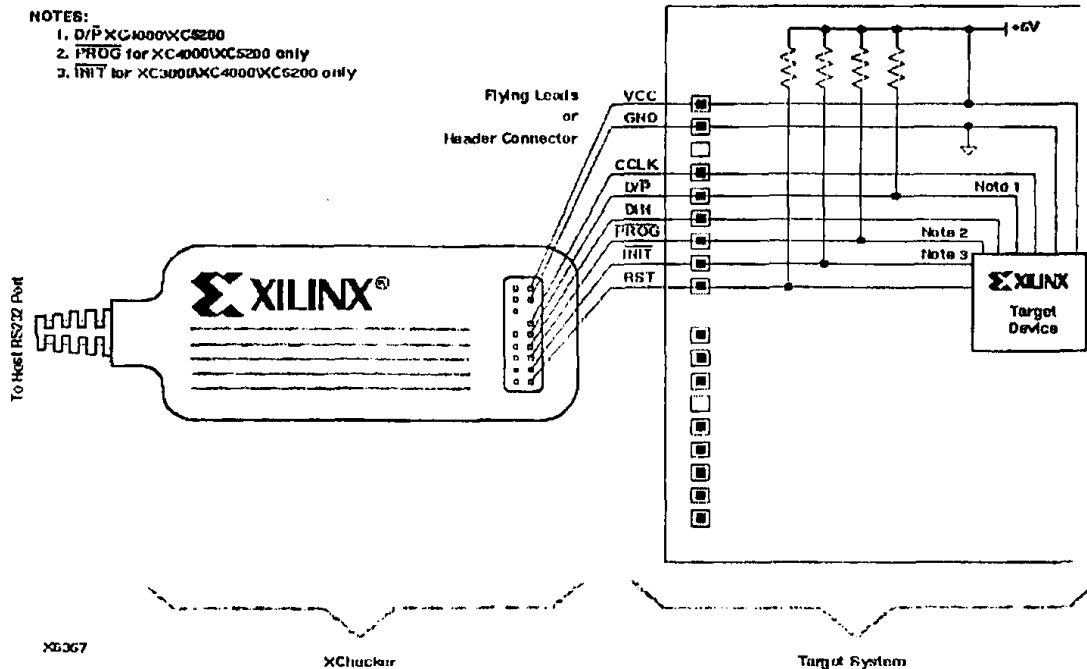 NOTES:
1. D/P XC4000\XC5200
2. PROG for XC4000\XC5200 only
3. INIT for XC3000\XC4000\XC5200 only
Flying Leads
or
Header Connector
VCC
GND
CCLK
D/P
DIN
PROG
INIT
RST
Note 1
Note 2
Note 3
XILINX
Target
Device
XILINX®
To Host RS232 Port
XChecker
Target System